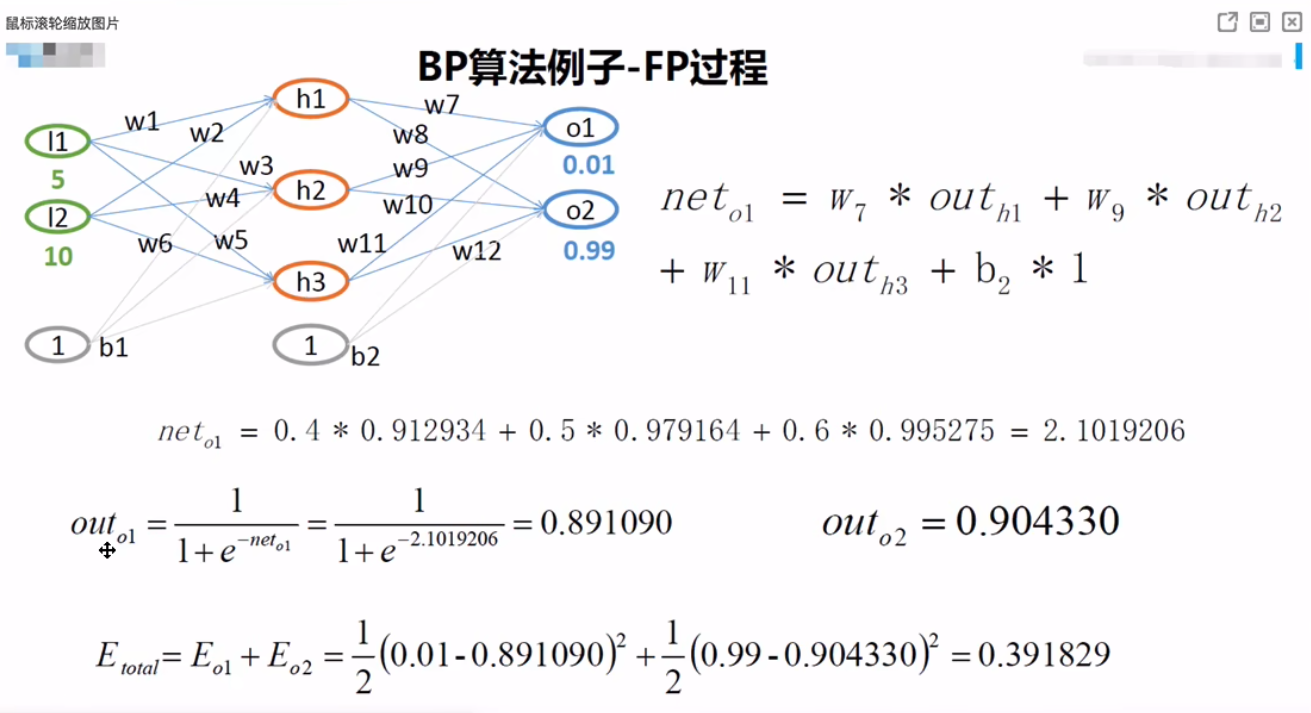 鼠标滚轮缩放图片
BP算法例子-FP过程
h1
w7
w1
w2
w8
o1
l1
0.01
w3
w9
5
h2
w4
w10
o2
l2
w6
w5
w11
w12
0.99
10
h3
1 b1
1 b2
net_{o1} = w_7 * out_{h1} + w_9 * out_{h2}
+ w_{11} * out_{h3} + b_2 * 1
net_{o1} = 0.4 * 0.912934 + 0.5 * 0.979164 + 0.6 * 0.995275 = 2.1019206
out_{o1} = \frac{1}{1+e^{-net_{o1}}} = \frac{1}{1+e^{-2.1019206}} = 0.891090
out_{o2} = 0.904330
E_{total} = E_{o1} + E_{o2} = \frac{1}{2}(0.01-0.891090)^2 + \frac{1}{2}(0.99-0.904330)^2 = 0.391829